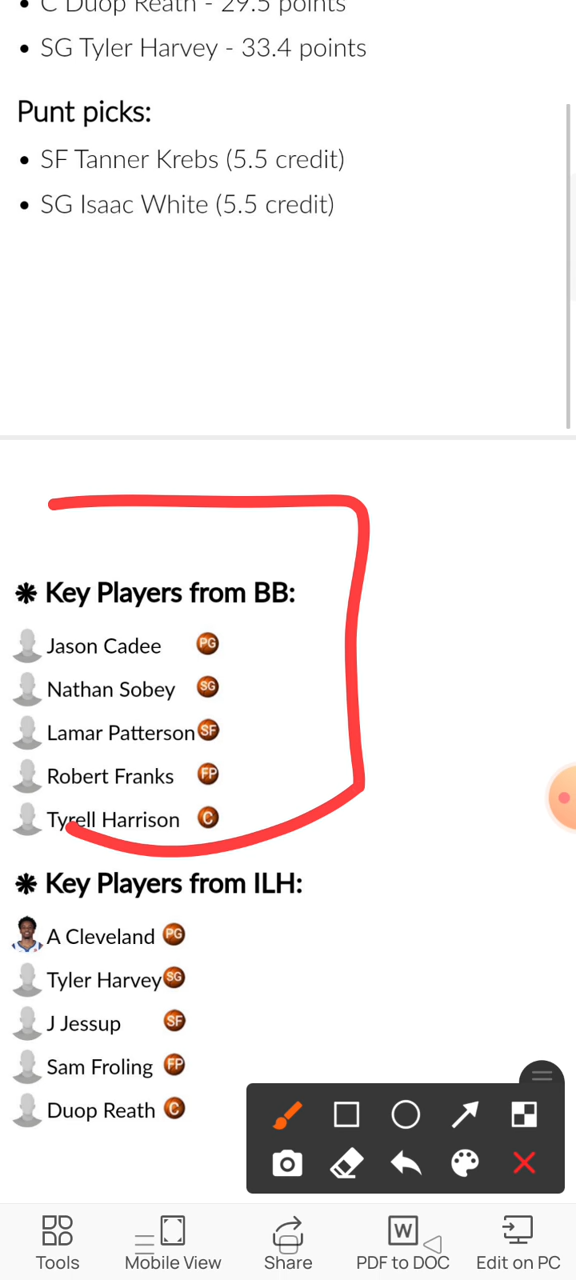 • C Duop Reath - 29.5 points
• SG Tyler Harvey - 33.4 points
Punt picks:
• SF Tanner Krebs (5.5 credit)
• SG Isaac White (5.5 credit)
✱ Key Players from BB:
Jason Cadee PG
Nathan Sobey SG
Lamar Patterson SF
Robert Franks FP
Tyrell Harrison C
✱ Key Players from ILH:
A Cleveland PG
Tyler Harvey SG
J Jessup SF
Sam Froling FP
Duop Reath C
W
Tools Mobile View Share PDF to DOC Edit on PC